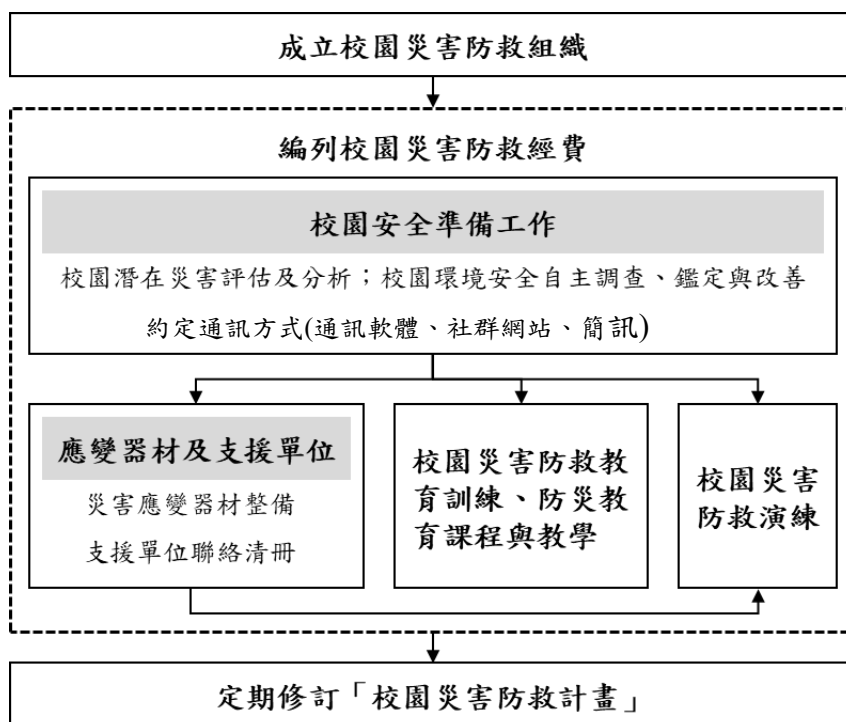 成立校園災害防救組織
編列校園災害防救經費
校園安全準備工作
校園潛在災害評估及分析；校園環境安全自主調查、鑑定與改善
約定通訊方式(通訊軟體、社群網站、簡訊)
應變器材及支援單位
災害應變器材整備
支援單位聯絡清冊
校園災害防救教
育訓練、防災教
育課程與教學
校園災害
防救演練
定期修訂「校園災害防救計畫」